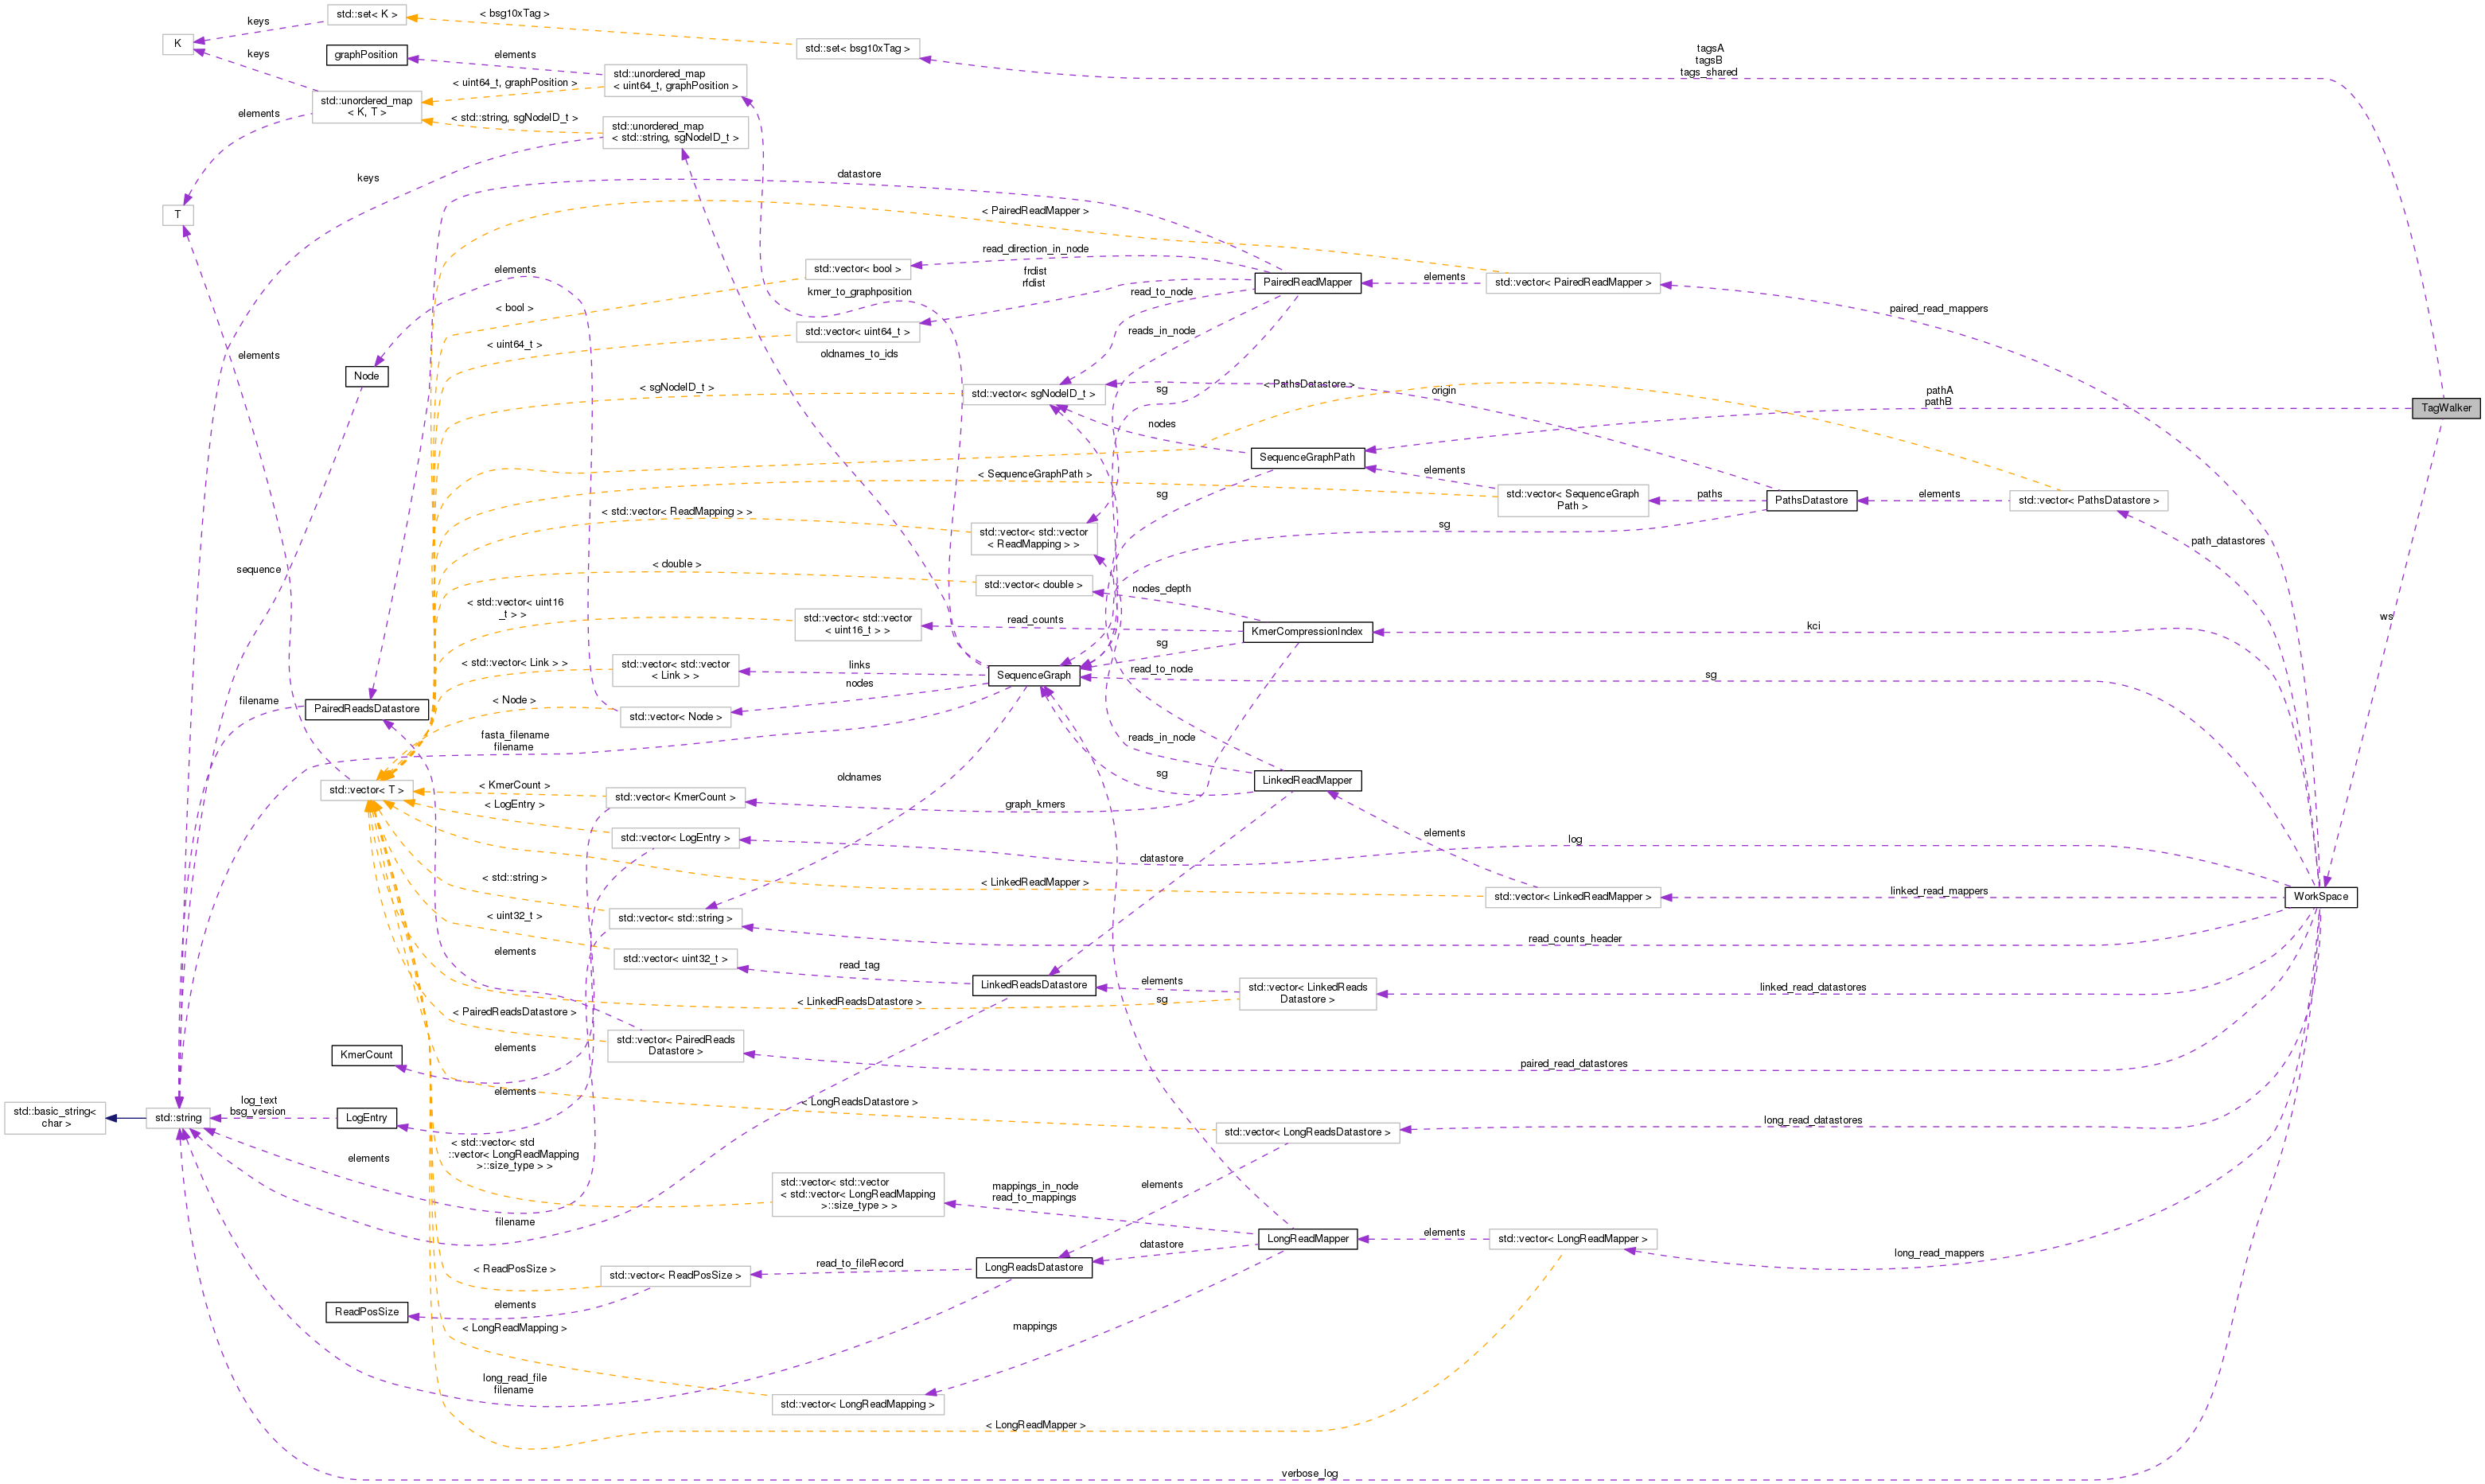 std::set< K >
keys
< bsg10xTag >
K
std::set< bsg10xTag >
tagsA
tagsB
tags_shared
graphPosition
elements
keys
std::unordered_map
< uint64_t, graphPosition >
< uint64_t, graphPosition >
std::unordered_map
< K, T >
elements
< std::string, sgNodeID_t >
std::unordered_map
< std::string, sgNodeID_t >
keys
datastore
T
< PairedReadMapper >
read_direction_in_node
std::vector< bool >
elements
frdist
rfdist
PairedReadMapper
elements
std::vector< PairedReadMapper >
kmer_to_graphposition
read_to_node
< bool >
paired_read_mappers
std::vector< uint64_t >
reads_in_node
< uint64_t >
elements
oldnames_to_ids
Node
< sgNodeID_t >
std::vector< sgNodeID_t >
sg
< PathsDatastore >
origin
pathA
pathB
TagWalker
nodes
SequenceGraphPath
elements
< SequenceGraphPath >
sg
std::vector< SequenceGraph
Path >
paths
PathsDatastore
elements
std::vector< PathsDatastore >
< std::vector< ReadMapping > >
sg
std::vector< std::vector
< ReadMapping > >
path_datastores
sequence
< double >
std::vector< double >
nodes_depth
< std::vector< uint16
_t > >
std::vector< std::vector
< uint16_t > >
read_counts
KmerCompressionIndex
kci
ws
sg
< std::vector< Link > >
std::vector< std::vector
< Link > >
links
SequenceGraph
read_to_node
sg
nodes
filename
PairedReadsDatastore
< Node >
std::vector< Node >
fasta_filename
filename
reads_in_node
oldnames
sg
LinkedReadMapper
std::vector< T >
< KmerCount >
std::vector< KmerCount >
< LogEntry >
graph_kmers
std::vector< LogEntry >
elements
log
datastore
< std::string >
< LinkedReadMapper >
std::vector< LinkedReadMapper >
linked_read_mappers
WorkSpace
< uint32_t >
std::vector< std::string >
read_counts_header
elements
std::vector< uint32_t >
read_tag
LinkedReadsDatastore
elements
std::vector< LinkedReads
Datastore >
linked_read_datastores
< LinkedReadsDatastore >
sg
< PairedReadsDatastore >
std::vector< PairedReads
Datastore >
KmerCount
elements
paired_read_datastores
elements
< LongReadsDatastore >
std::basic_string<
char >
std::string
log_text
bsg_version
LogEntry
long_read_datastores
std::vector< LongReadsDatastore >
< std::vector< std
::vector< LongReadMapping
>::size_type > >
elements
std::vector< std::vector
< std::vector< LongReadMapping
>::size_type > >
mappings_in_node
read_to_mappings
elements
filename
LongReadMapper
elements
std::vector< LongReadMapper >
datastore
long_read_mappers
< ReadPosSize >
std::vector< ReadPosSize >
read_to_fileRecord
LongReadsDatastore
ReadPosSize
elements
< LongReadMapping >
mappings
long_read_file
filename
std::vector< LongReadMapping >
< LongReadMapper >
verbose_log